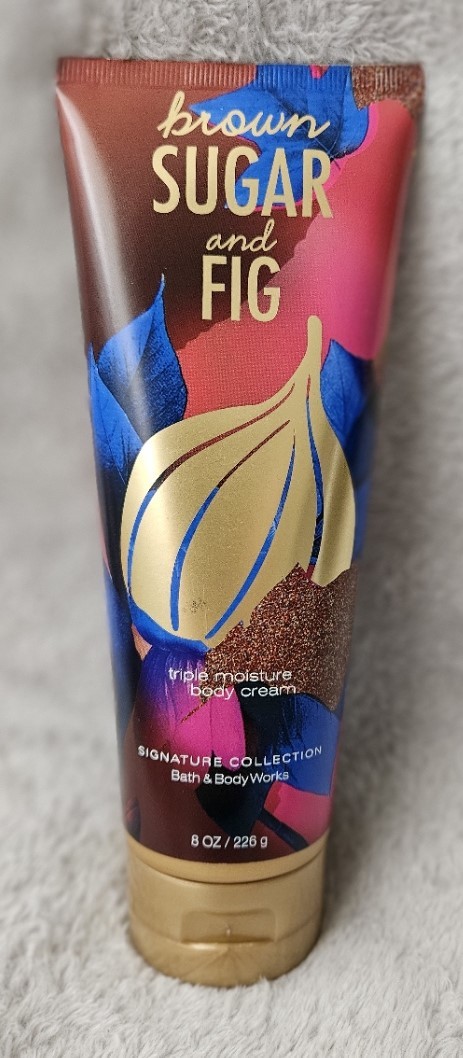 brown
SUGAR
and
FIG
triple moisture
body cream
SIGNATURE COLLECTION
Bath & Body Works
8 OZ / 226 g